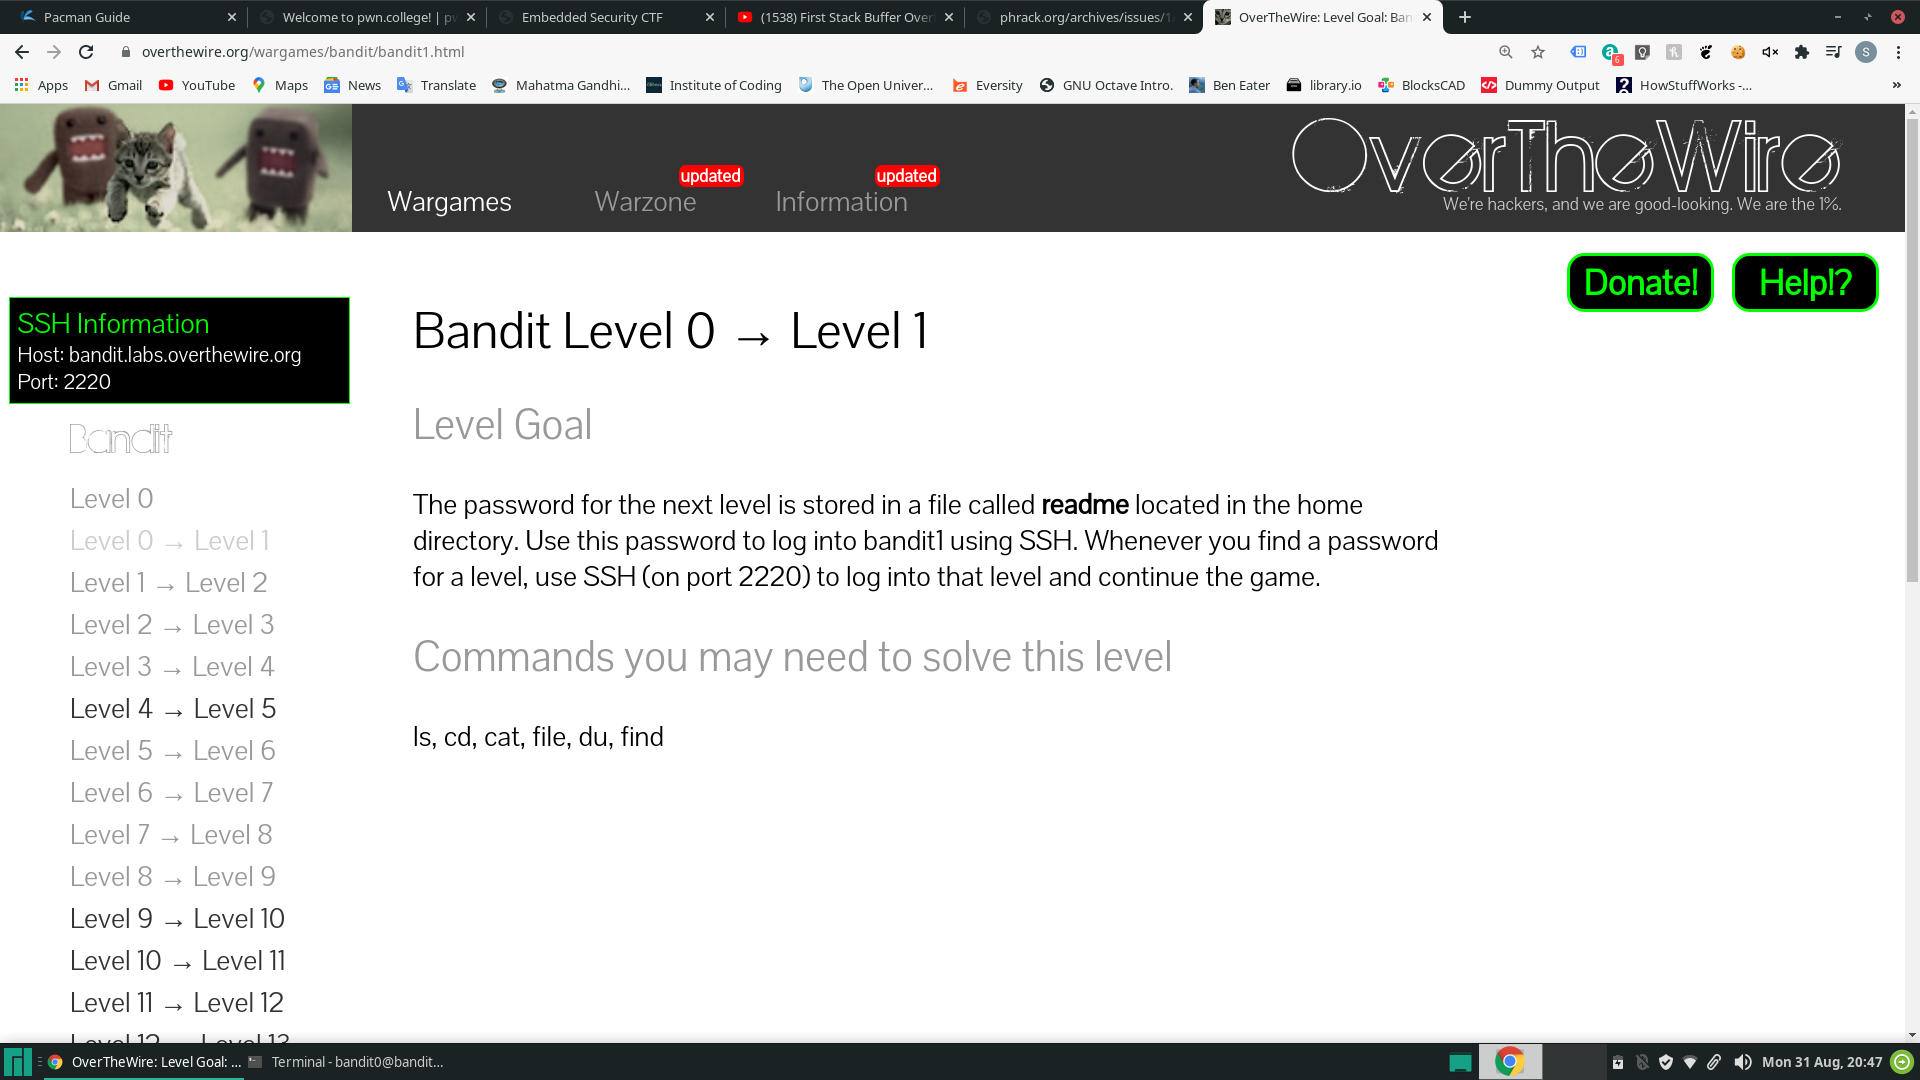 Pacman Guide
Welcome to pwn.college! | pw
Embedded Security CTF
(1538) First Stack Buffer Over
phrack.org/archives/issues/1
OverTheWire: Level Goal: Ban
overthewire.org/wargames/bandit/bandit1.html
6
S
Apps
Gmail
YouTube
Maps
News
Translate
Mahatma Gandhi...
Institute of Coding
The Open Univer...
Eversity
GNU Octave Intro.
Ben Eater
library.io
BlocksCAD
Dummy Output
HowStuffWorks -...
»
Wargames
Warzone
updated
Information
updated
OverTheWire
We're hackers, and we are good-looking. We are the 1%.
Donate!
Help!?
SSH Information
Host: bandit.labs.overthewire.org
Port: 2220
Bandit
Level 0
Level 0 → Level 1
Level 1 → Level 2
Level 2 → Level 3
Level 3 → Level 4
Level 4 → Level 5
Level 5 → Level 6
Level 6 → Level 7
Level 7 → Level 8
Level 8 → Level 9
Level 9 → Level 10
Level 10 → Level 11
Level 11 → Level 12
Level 12 → Level 13
Bandit Level 0 → Level 1
Level Goal
The password for the next level is stored in a file called readme located in the home
directory. Use this password to log into bandit1 using SSH. Whenever you find a password
for a level, use SSH (on port 2220) to log into that level and continue the game.
Commands you may need to solve this level
ls, cd, cat, file, du, find
OverTheWire: Level Goal: ...
Terminal - bandit0@bandit...
Mon 31 Aug, 20:47